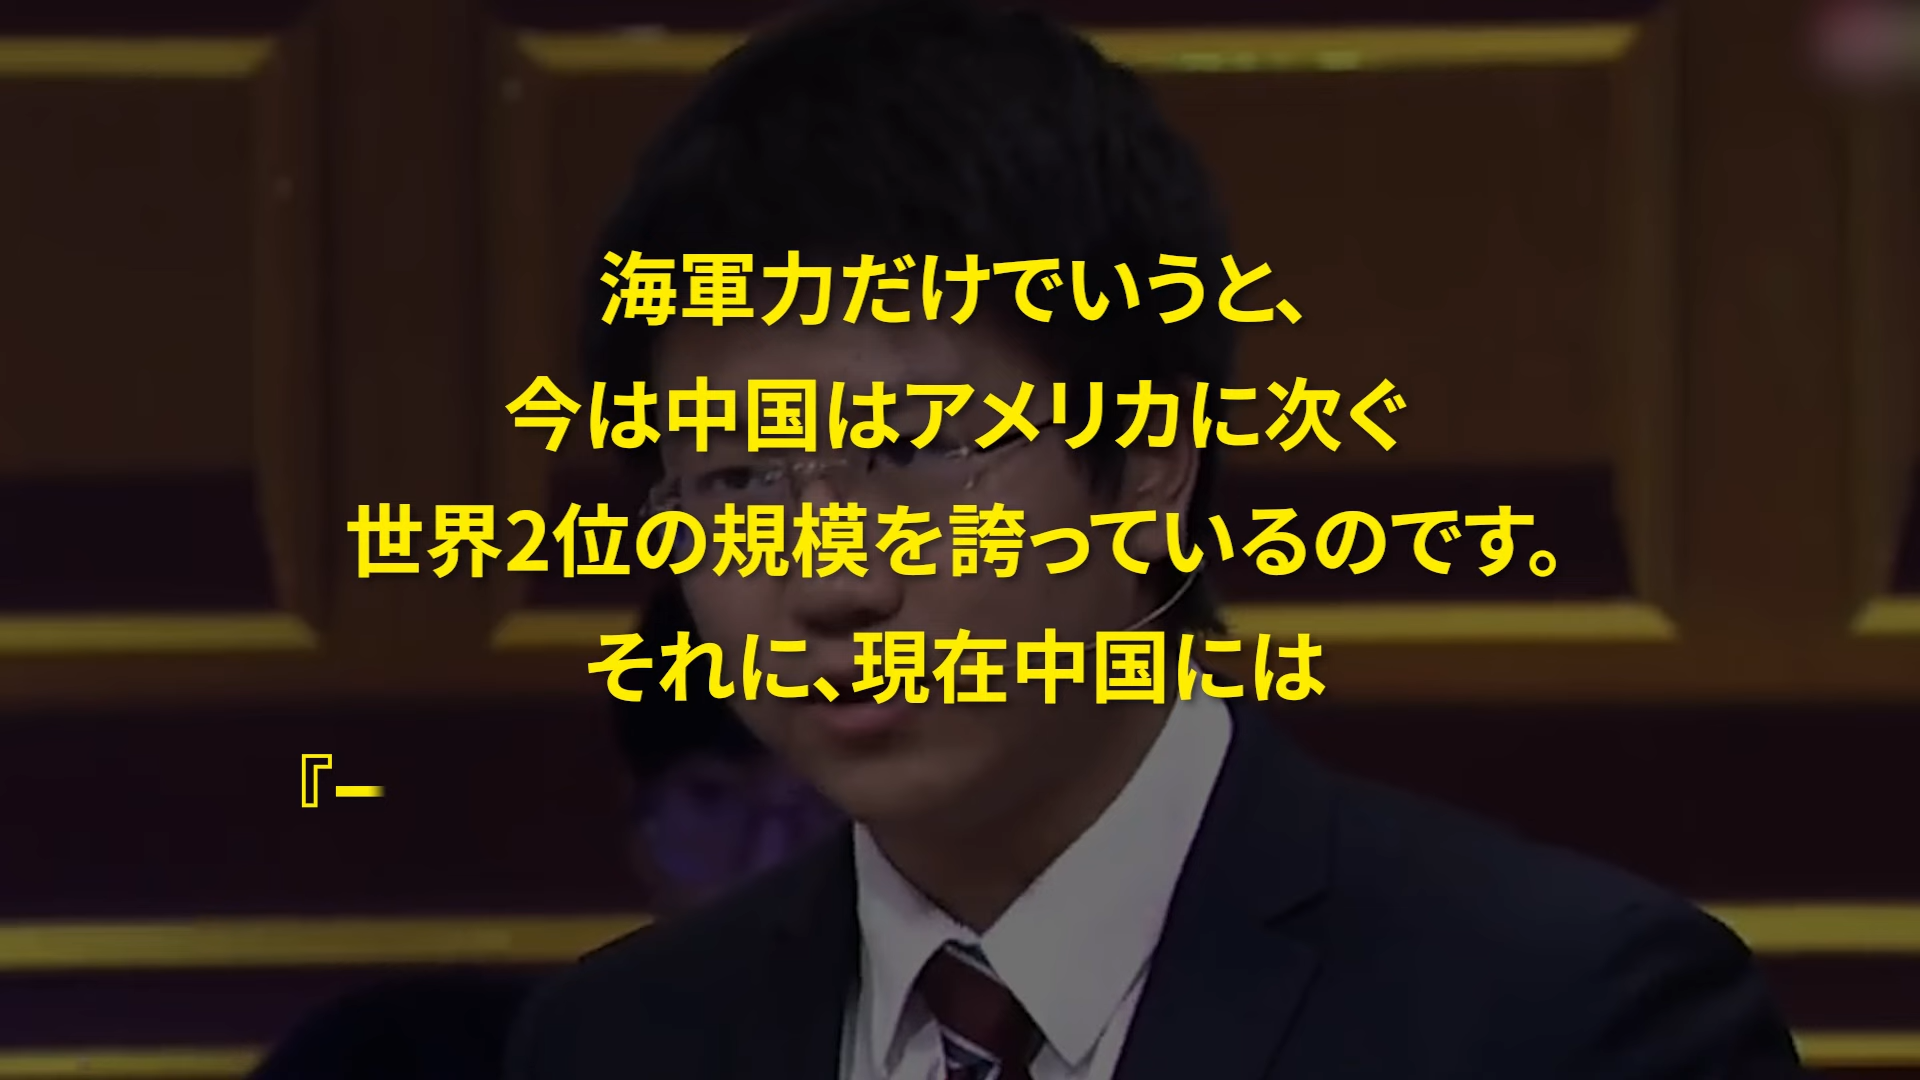 海軍力だけでいうと、
今は中国はアメリカに次ぐ
世界2位の規模を誇っているのです。
それに、現在中国には
『一